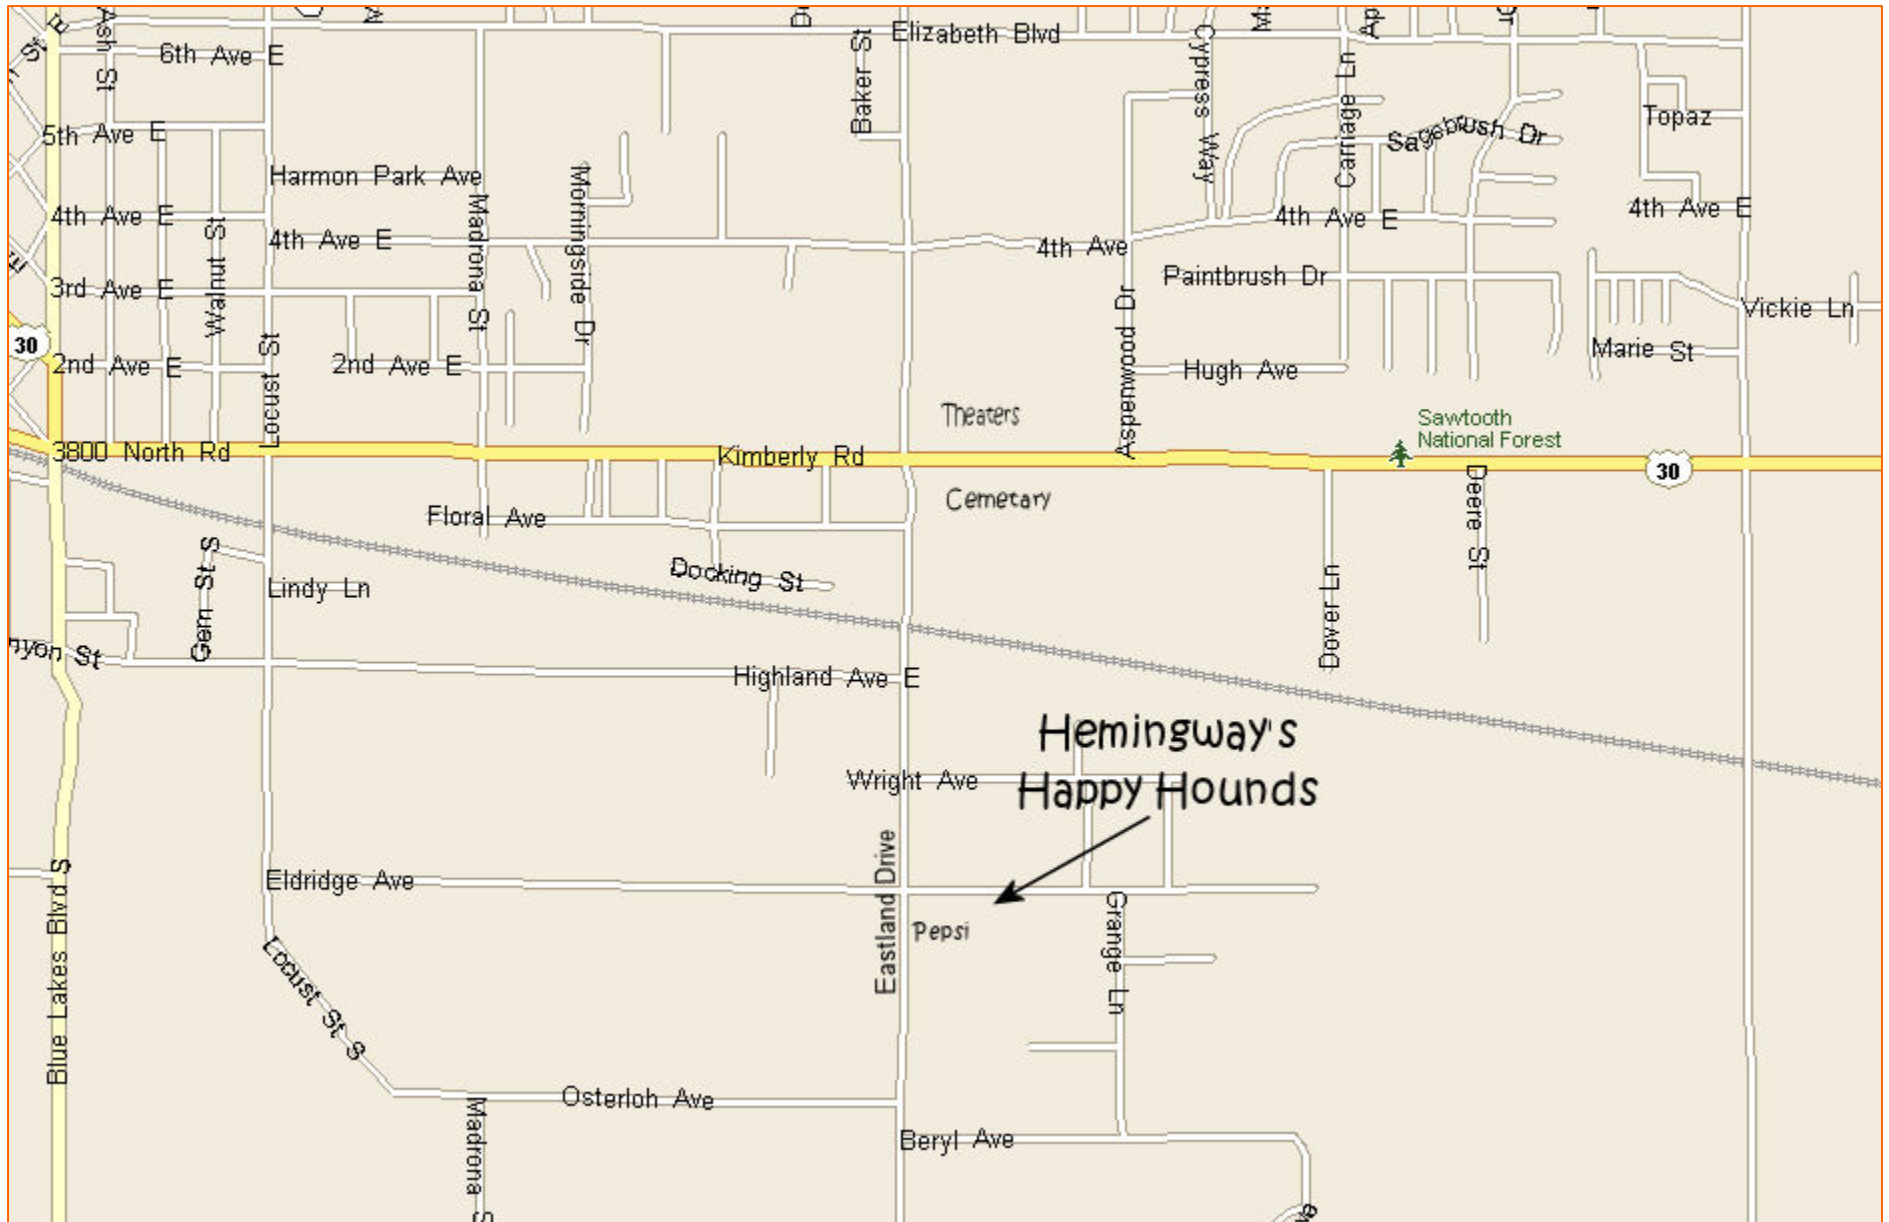 Ash St
6th Ave E
Elizabeth Blvd
Baker St
Cypress Way
Carriage Ln
Sagebrush Dr
Topaz
5th Ave E
Harmon Park Ave
4th Ave E
Walnut St
4th Ave E
Madrona St
Morningside Dr
4th Ave
4th Ave E
4th Ave E
3rd Ave E
Paintbrush Dr
Vickie Ln
Aspenwood Dr
30
2nd Ave E
Locust St
2nd Ave E
Hugh Ave
Marie St
Theaters
Sawtooth
National Forest
3800 North Rd
Kimberly Rd
30
Cemetary
Deere St
Floral Ave
Gem St S
Lindy Ln
Docking St
Dover Ln
nyon St
Highland Ave E
Hemingway's
Happy Hounds
Wright Ave
Eldridge Ave
Eastland Drive
Pepsi
Grange Ln
Blue Lakes Blvd S
Locust St S
Osterloh Ave
Madrona S
Beryl Ave